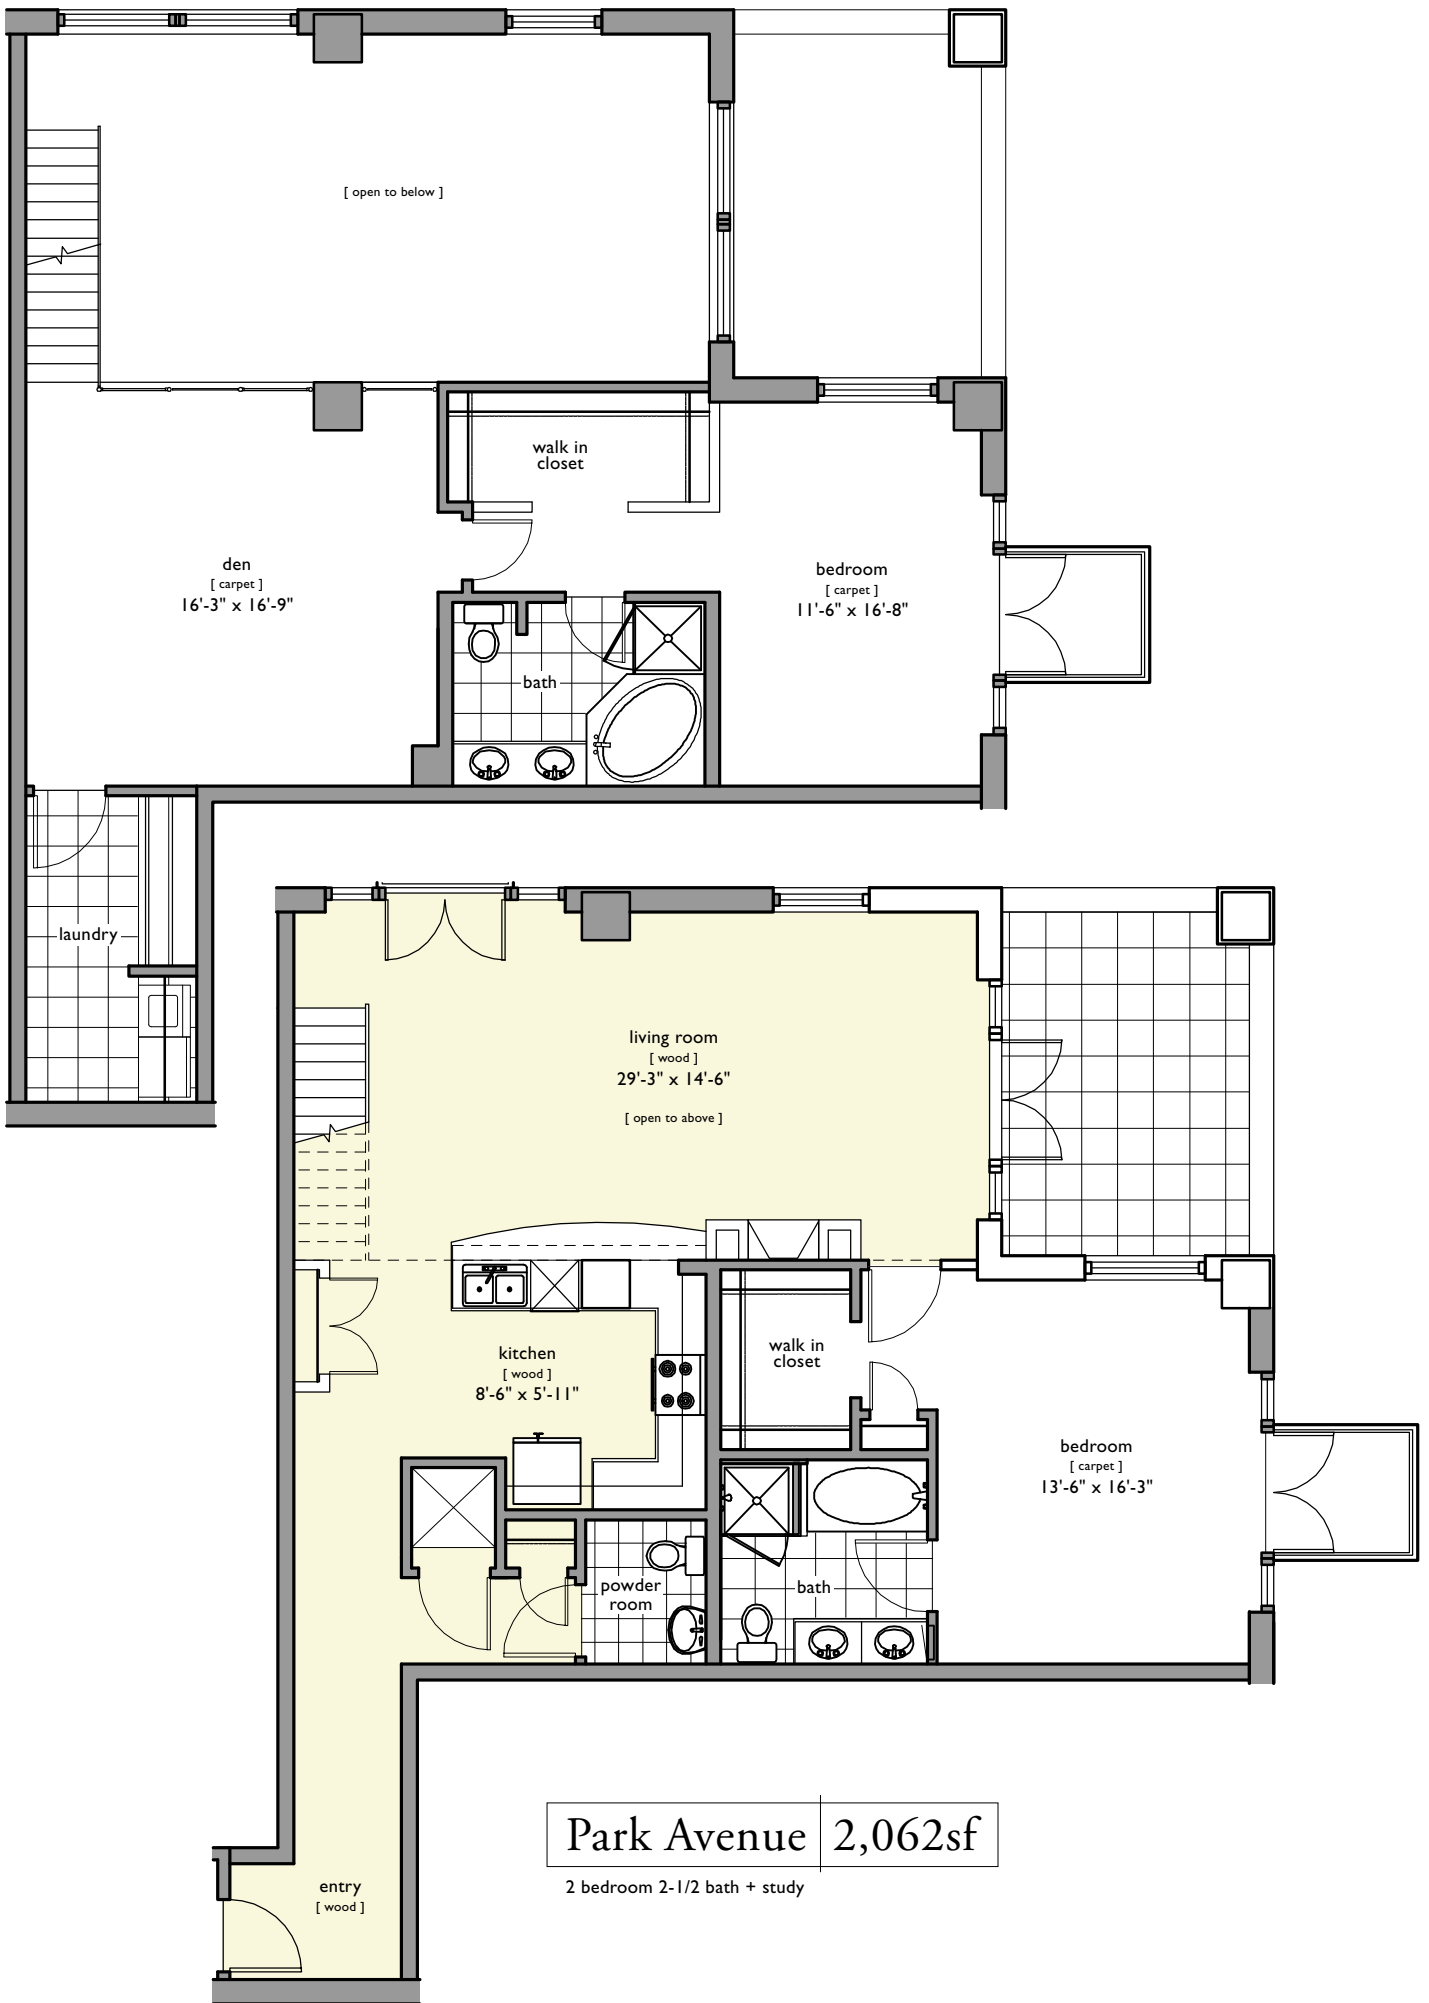 [ open to below ]
walk in
closet
den
[ carpet ]
16'-3" x 16'-9"
bedroom
[ carpet ]
11'-6" x 16'-8"
bath
laundry
living room
[ wood ]
29'-3" x 14'-6"
[ open to above ]
kitchen
[ wood ]
8'-6" x 5'-11"
walk in
closet
bedroom
[ carpet ]
13'-6" x 16'-3"
powder
room
bath
Park Avenue 2,062sf
2 bedroom 2-1/2 bath + study
entry
[ wood ]